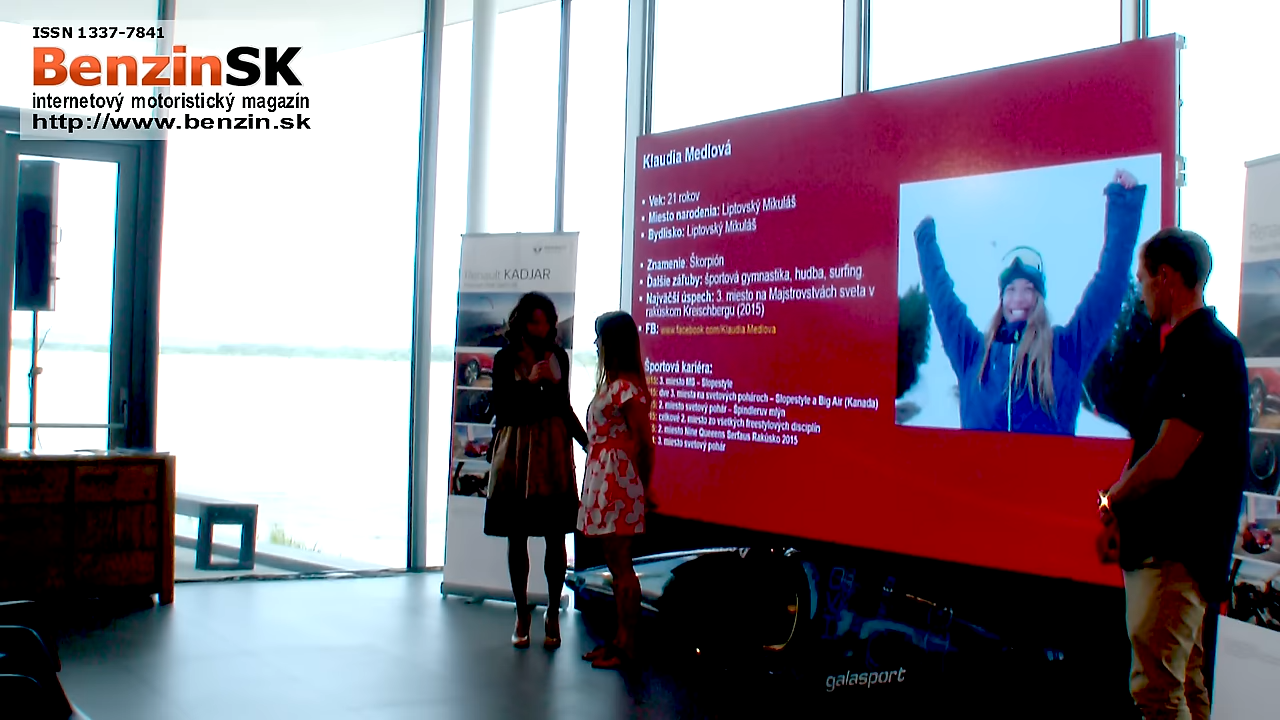 ISSN 1337-7841
BenzinSK
internetový motoristický magazín
http://www.benzin.sk
Renault KADJAR
Klaudia Medlová
• Vek: 21 rokov
• Miesto narodenia: Liptovský Mikuláš
• Bydlisko: Liptovský Mikuláš
• Znamenie: Škorpión
• Ďalšie záľuby: športová gymnastika, hudba, surfing.
• Najväčší úspech: 3. miesto na Majstrovstvách sveta v
rakúskom Kreischbergu (2015)
• FB: www.facebook.com/Klaudia Medlova
Športová kariéra:
3. miesto MS – Slopestyle
dve 3. miesta na svetových pohároch – Slopestyle a Big Air (Kanada)
2. miesto svetový pohár – Špindleruv mlýn
celkové 2. miesto zo všetkých freestylových disciplín
2. miesto Nine Queens Serfaus Rakúsko 2015
3. miesto svetový pohár
galasport